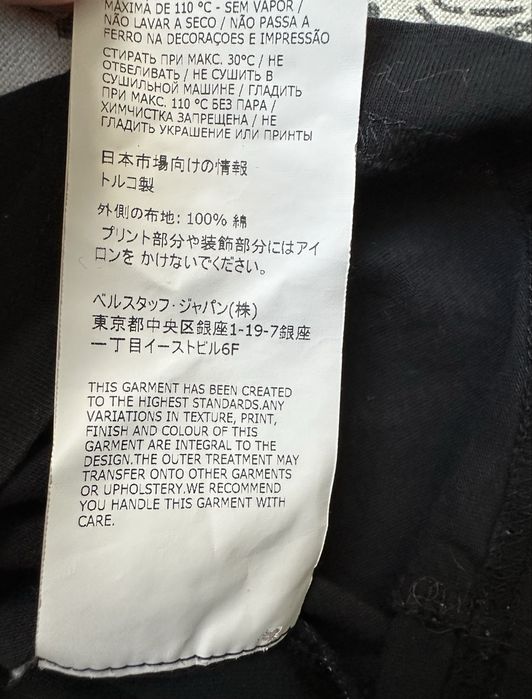 MÁXIMA DE 110 °C - SEM VAPOR /
NÃO LAVAR A SECO / NÃO PASSA A
FERRO NA DECORAÇOES E IMPRESSÃO
СТИРАТЬ ПРИ МАКС. 30°C / НЕ
ОТБЕЛИВАТЬ / НЕ СУШИТЬ В
СУШИЛЬНОЙ МАШИНЕ / ГЛАДИТЬ
ПРИ МАКС. 110 °C БЕЗ ПАРА /
ХИМЧИСТКА ЗАПРЕЩЕНА / НЕ
ГЛАДИТЬ УКРАШЕНИЕ ИЛИ ПРИНТЫ
日本市場向けの情報
トルコ製
外側の布地: 100% 綿
プリント部分や装飾部分にはアイ
ロンを かけないでください。
ベルスタッフ・ジャパン(株)
東京都中央区銀座1-19-7銀座
一丁目イーストビル6F
THIS GARMENT HAS BEEN CREATED
TO THE HIGHEST STANDARDS.ANY
VARIATIONS IN TEXTURE, PRINT,
FINISH AND COLOUR OF THIS
GARMENT ARE INTEGRAL TO THE
DESIGN.THE OUTER TREATMENT MAY
TRANSFER ONTO OTHER GARMENTS
OR UPHOLSTERY.WE RECOMMEND
YOU HANDLE THIS GARMENT WITH
CARE.